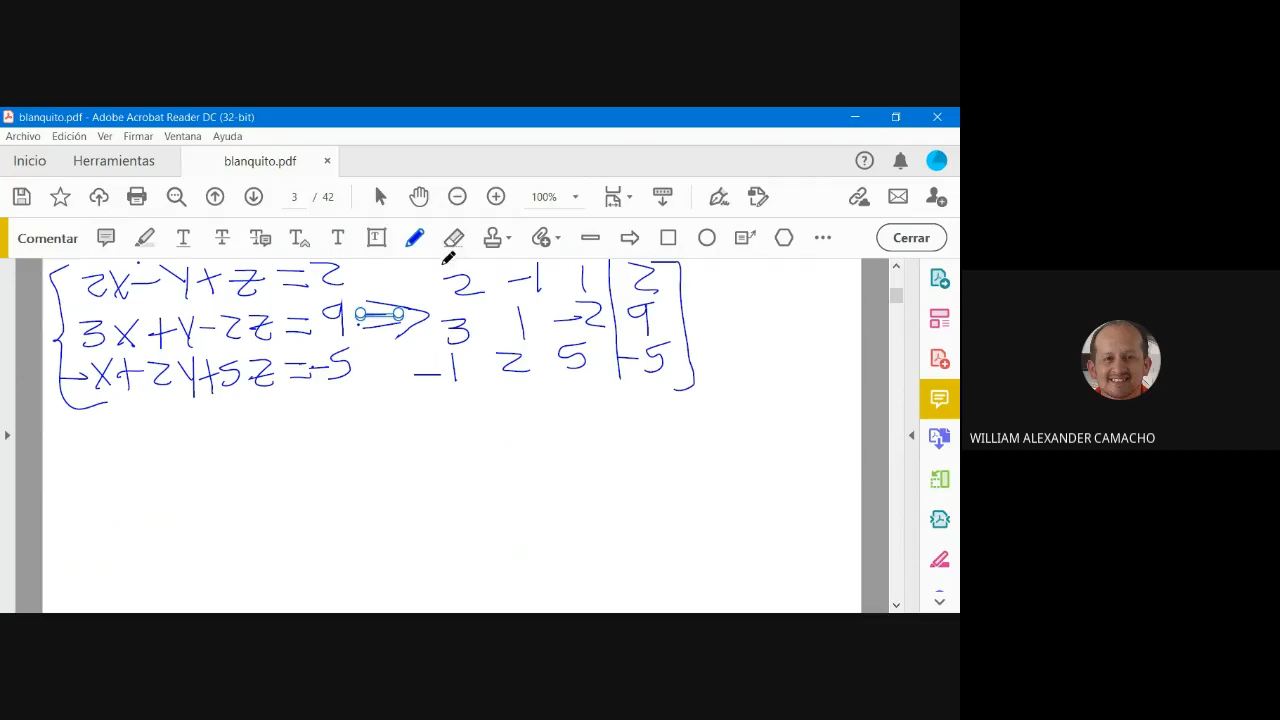 blanquito.pdf - Adobe Acrobat Reader DC (32-bit)
Archivo Edición Ver Firmar Ventana Ayuda
Inicio Herramientas blanquito.pdf
3 / 42 100%
Comentar Cerrar
2x-y+z=2 2 -1 1 2
3x+y-2z=9 3 1 -2 9
-x+2y+5z=-5 -1 2 5 -5
WILLIAM ALEXANDER CAMACHO